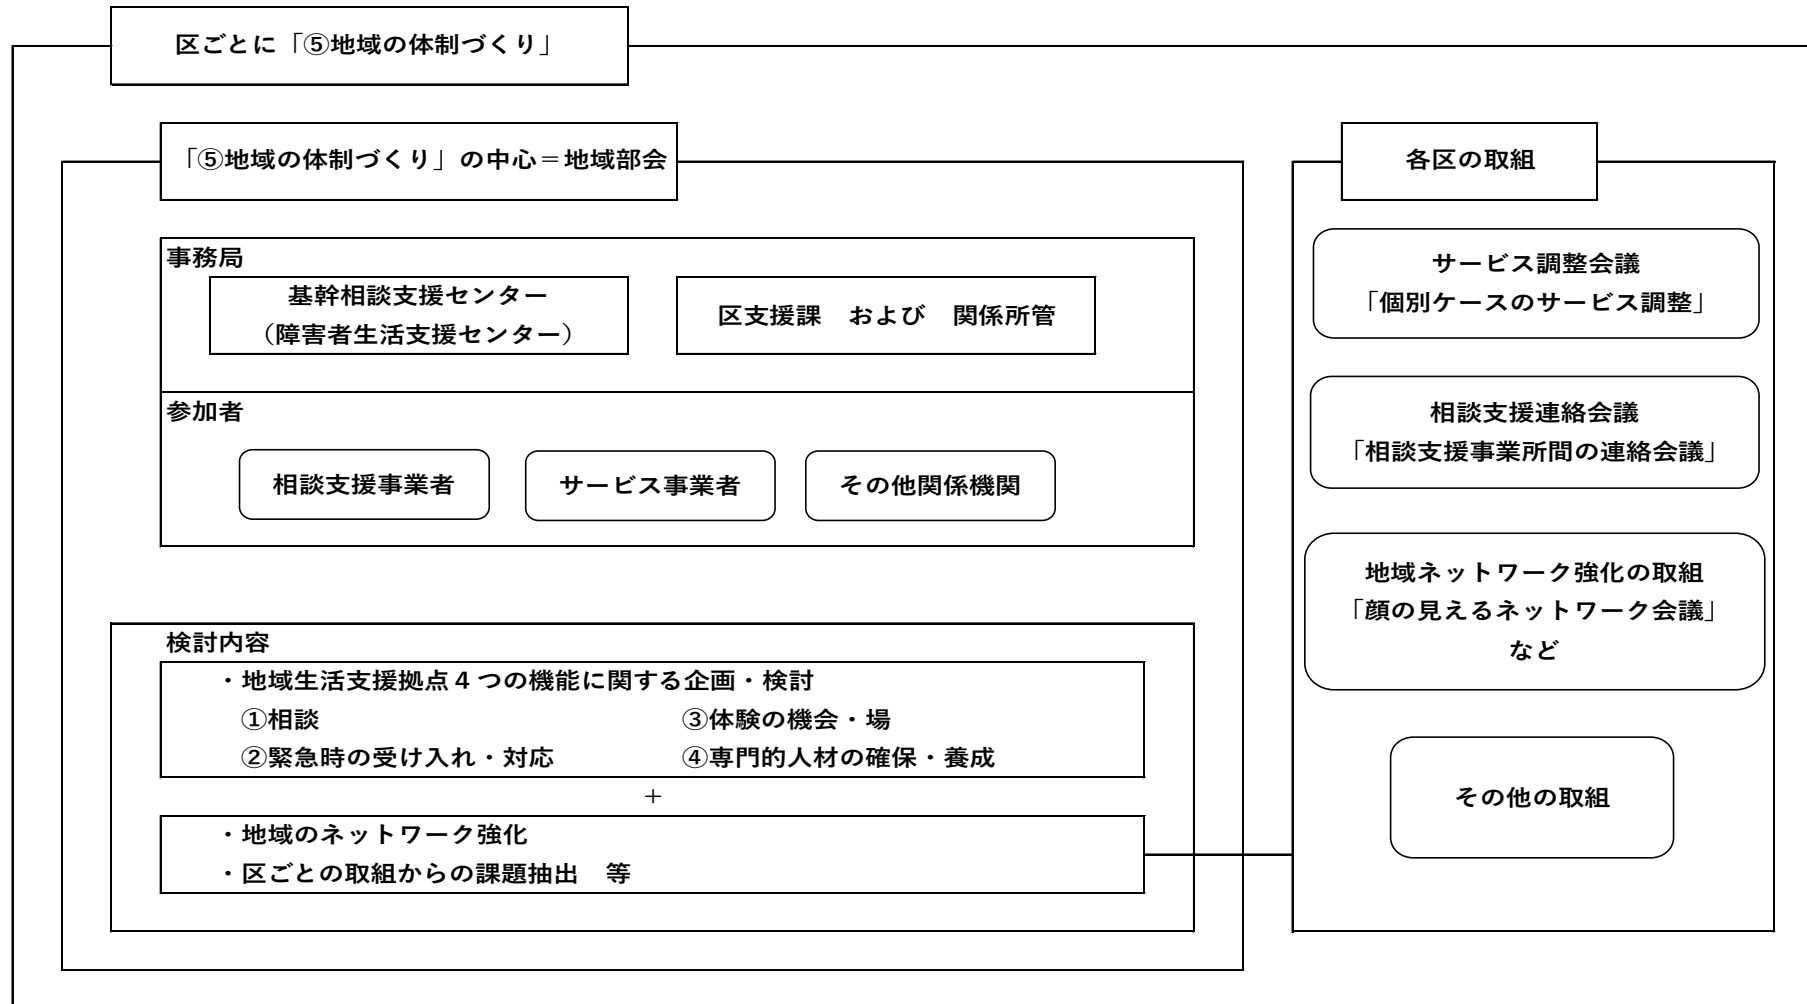 区ごとに「⑤地域の体制づくり」
「⑤地域の体制づくり」の中心＝地域部会
事務局
基幹相談支援センター
（障害者生活支援センター）
区支援課　および　関係所管
参加者
相談支援事業者
サービス事業者
その他関係機関
検討内容
・地域生活支援拠点４つの機能に関する企画・検討
①相談
③体験の機会・場
②緊急時の受け入れ・対応
④専門的人材の確保・養成
＋
・地域のネットワーク強化
・区ごとの取組からの課題抽出　等
各区の取組
サービス調整会議
「個別ケースのサービス調整」
相談支援連絡会議
「相談支援事業所間の連絡会議」
地域ネットワーク強化の取組
「顔の見えるネットワーク会議」
など
その他の取組